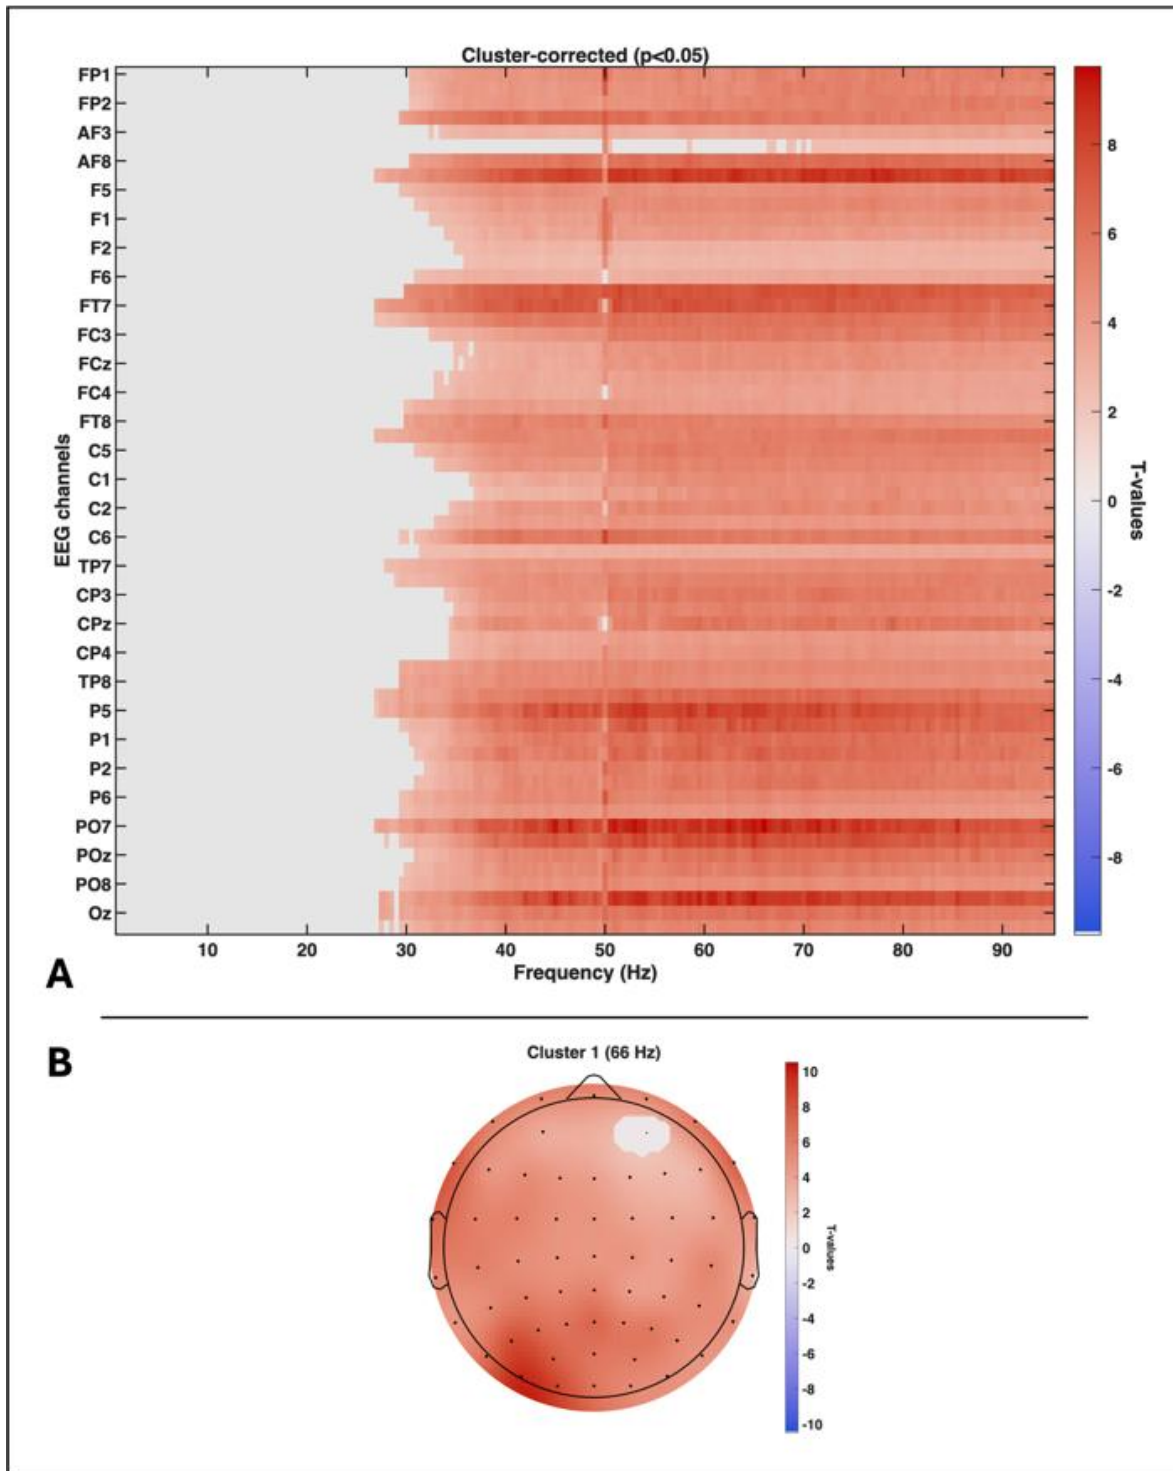 Cluster-corrected (p<0.05)
FP1
FP2
AF3
AF8
F5
F1
F2
F6
FT7
FC3
FCz
FC4
FT8
C5
C1
C2
C6
TP7
CP3
CPz
CP4
TP8
P5
P1
P2
P6
PO7
POz
PO8
Oz
EEG channels
10 20 30 40 50 60 70 80 90
Frequency (Hz)
8
6
4
2
0
-2
-4
-6
-8
T-values
A
B
Cluster 1 (66 Hz)
10
8
6
4
2
0
-2
-4
-6
-8
-10
T-values